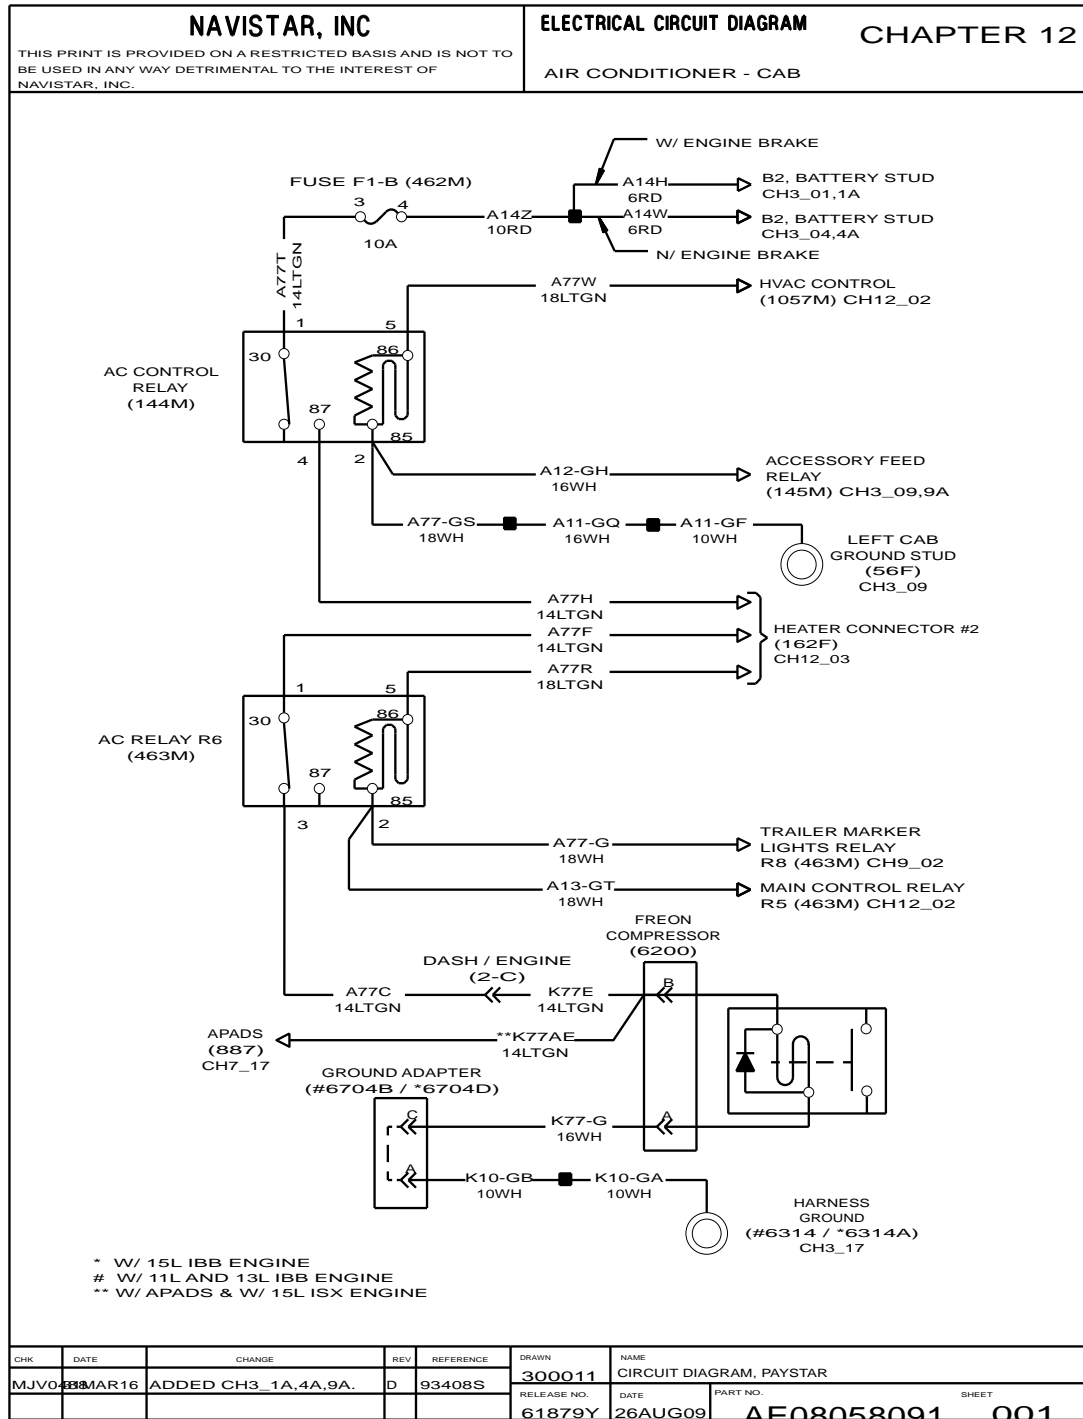 NAVISTAR, INC
THIS PRINT IS PROVIDED ON A RESTRICTED BASIS AND IS NOT TO
BE USED IN ANY WAY DETRIMENTAL TO THE INTEREST OF
NAVISTAR, INC.
ELECTRICAL CIRCUIT DIAGRAM
CHAPTER 12
AIR CONDITIONER - CAB
W/ ENGINE BRAKE
FUSE F1-B (462M)
3 4
10A
A14Z
10RD
A14H
6RD
B2, BATTERY STUD
CH3_01,1A
A14W
6RD
B2, BATTERY STUD
CH3_04,4A
N/ ENGINE BRAKE
A77T
14LTGN
A77W
18LTGN
HVAC CONTROL
(1057M) CH12_02
1 5
30
86
87
85
AC CONTROL
RELAY
(144M)
4 2
A12-GH
16WH
ACCESSORY FEED
RELAY
(145M) CH3_09,9A
A77-GS
18WH
A11-GQ
16WH
A11-GF
10WH
LEFT CAB
GROUND STUD
(56F)
CH3_09
A77H
14LTGN
A77F
14LTGN
A77R
18LTGN
HEATER CONNECTOR #2
(162F)
CH12_03
1 5
30
86
87
85
AC RELAY R6
(463M)
3 2
A77-G
18WH
TRAILER MARKER
LIGHTS RELAY
R8 (463M) CH9_02
A13-GT
18WH
MAIN CONTROL RELAY
R5 (463M) CH12_02
FREON
COMPRESSOR
(6200)
DASH / ENGINE
(2-C)
A77C
14LTGN
K77E
14LTGN
B
APADS
(887)
CH7_17
**K77AE
14LTGN
GROUND ADAPTER
(#6704B / *6704D)
C
K77-G
16WH
A
A
K10-GB
10WH
K10-GA
10WH
HARNESS
GROUND
(#6314 / *6314A)
CH3_17
* W/ 15L IBB ENGINE
# W/ 11L AND 13L IBB ENGINE
** W/ APADS & W/ 15L ISX ENGINE
CHK DATE CHANGE REV REFERENCE
ADDED CH3_1A,4A,9A. D 93408S
DRAWN
300011
NAME
CIRCUIT DIAGRAM, PAYSTAR
RELEASE NO.
61879Y
DATE
26AUG09
PART NO.
AE08058091
SHEET
001